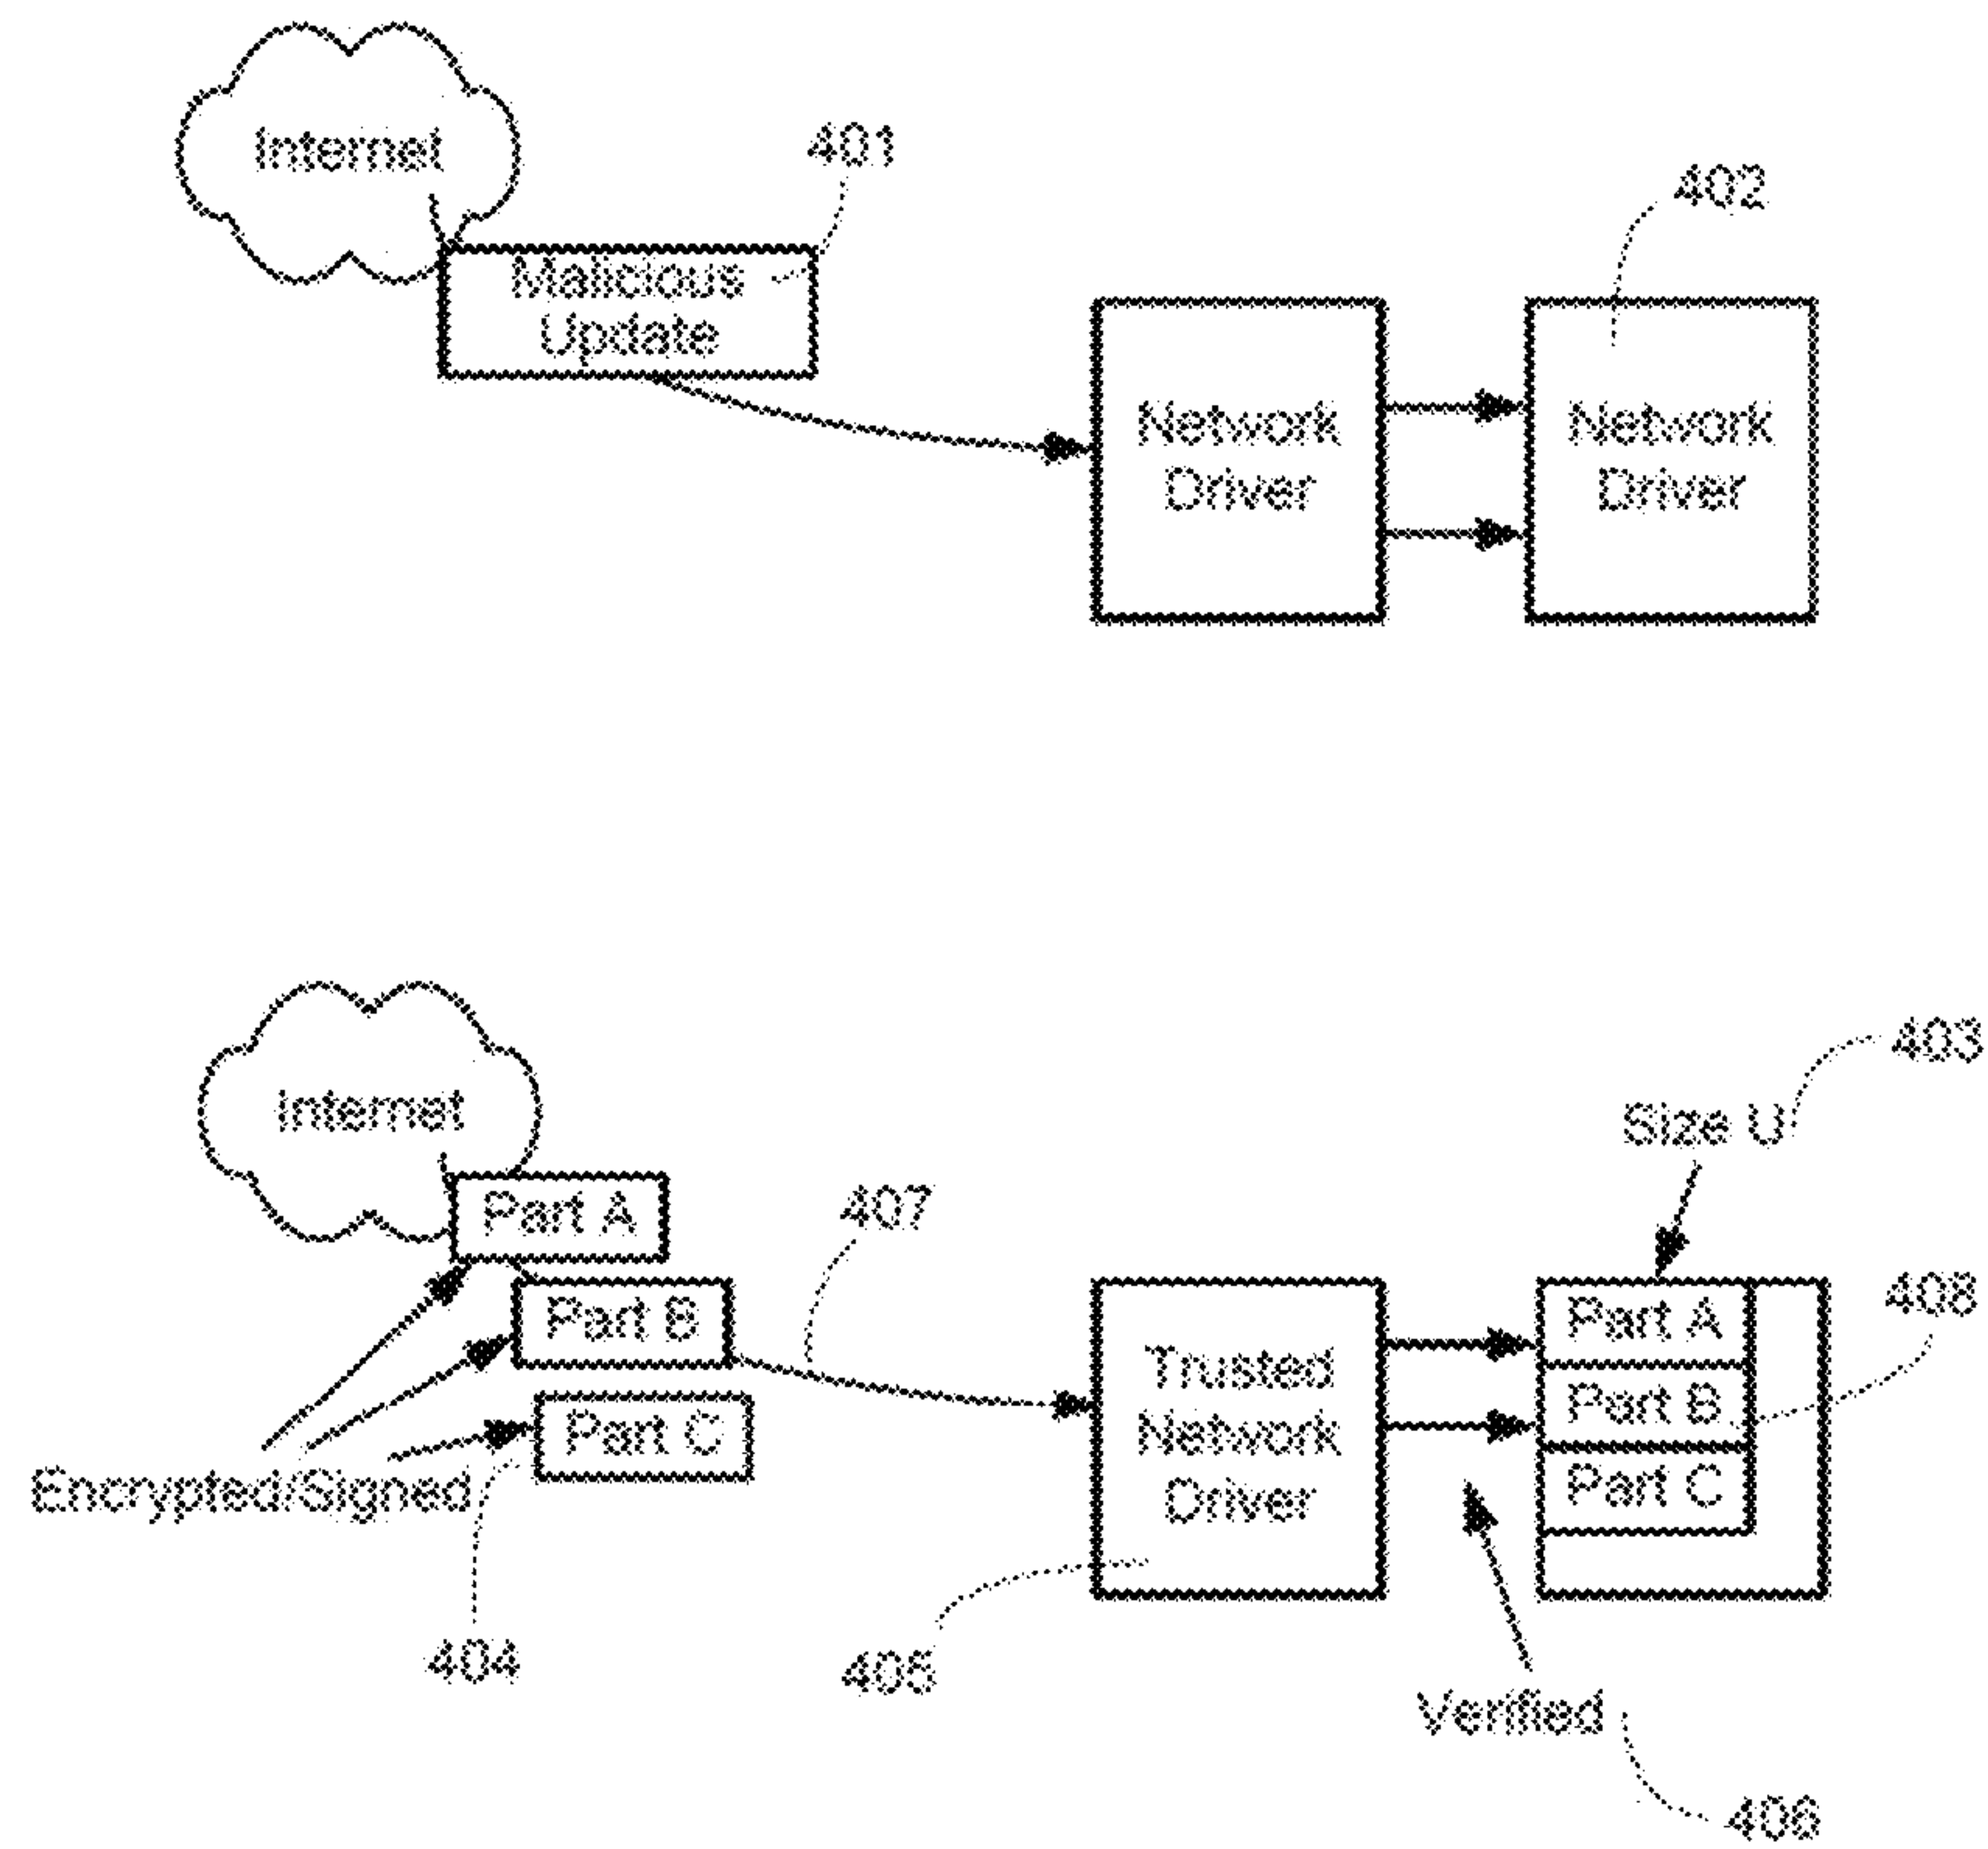 Internet
401
402
Malicious
Update
Network
Driver
Network
Driver
Internet
403
Size U
Part A
407
408
Part B
Part A
Trusted
Network
Driver
Part B
Part C
Part C
Encrypted/Signed
404
405
Verified
406